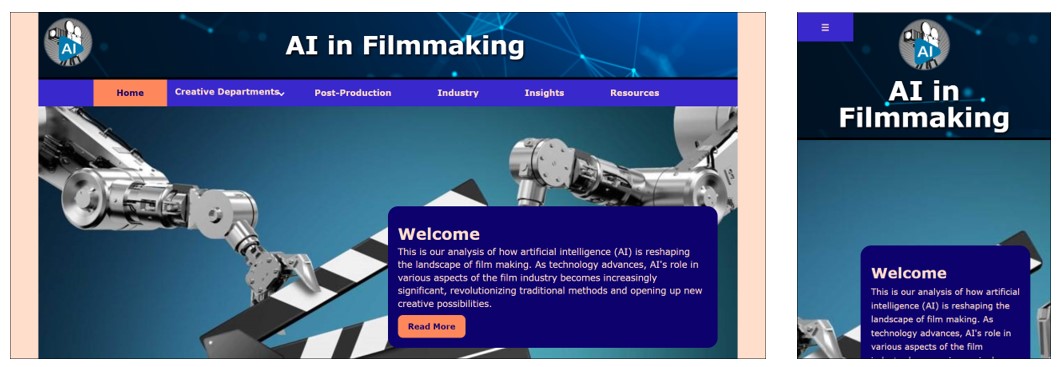 AI
AI in Filmmaking
Home Creative Departments Post-Production Industry Insights Resources
Welcome
This is our analysis of how artificial intelligence (AI) is reshaping
the landscape of film making. As technology advances, AI's role in
various aspects of the film industry becomes increasingly
significant, revolutionizing traditional methods and opening up new
creative possibilities.
Read More
AI
AI in
Filmmaking
Welcome
This is our analysis of how artificial
intelligence (AI) is reshaping the
landscape of film making. As
technology advances, AI's role in
various aspects of the film